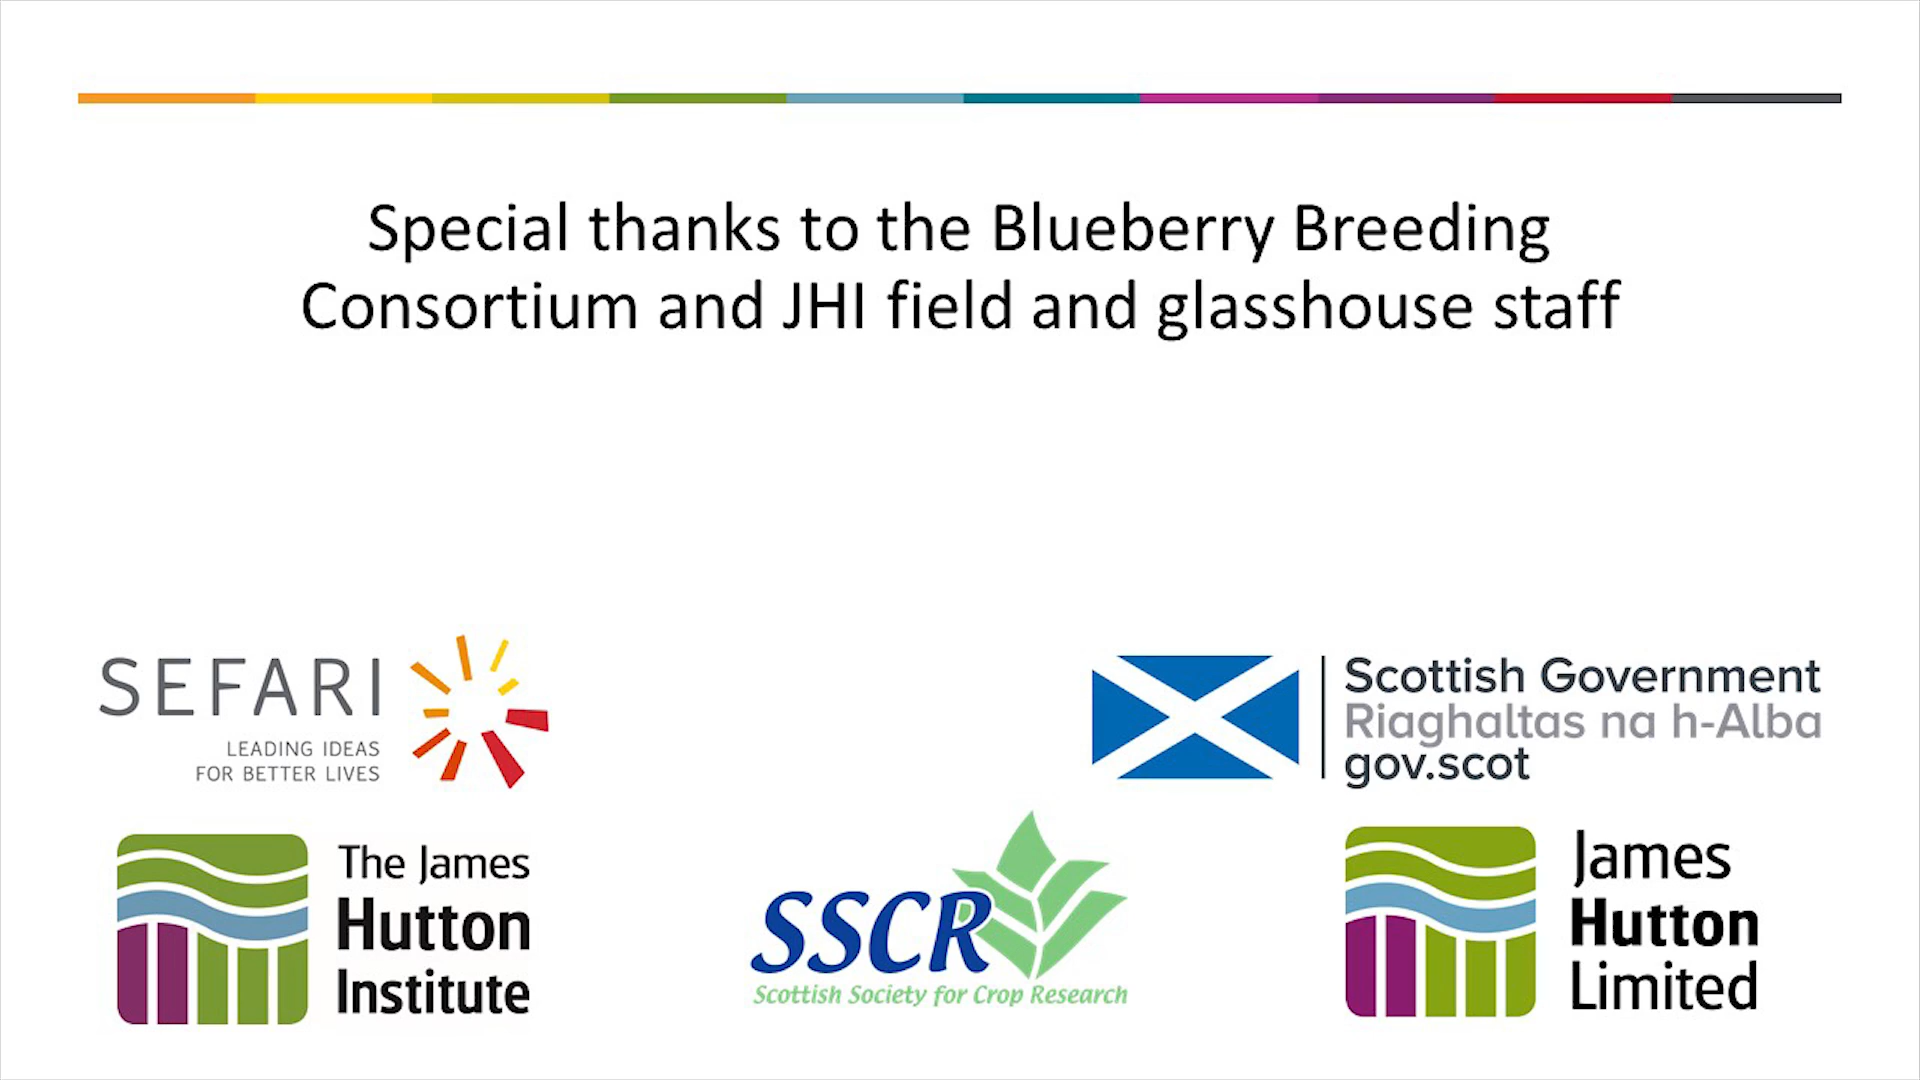 Special thanks to the Blueberry Breeding
Consortium and JHI field and glasshouse staff
SEFARI
LEADING IDEAS
FOR BETTER LIVES
Scottish Government
Riaghaltas na h-Alba
gov.scot
The James
Hutton
Institute
SSCR
Scottish Society for Crop Research
James
Hutton
Limited